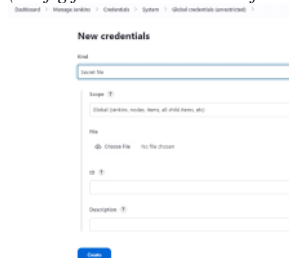 Dashboard > Manage Jenkins > Credentials > System > Global credentials (unrestricted) >
New credentials
Kind
Secret file
Scope ?
Global (Jenkins, nodes, items, all child items, etc)
File
Choose File No file chosen
ID ?
Description ?
Create